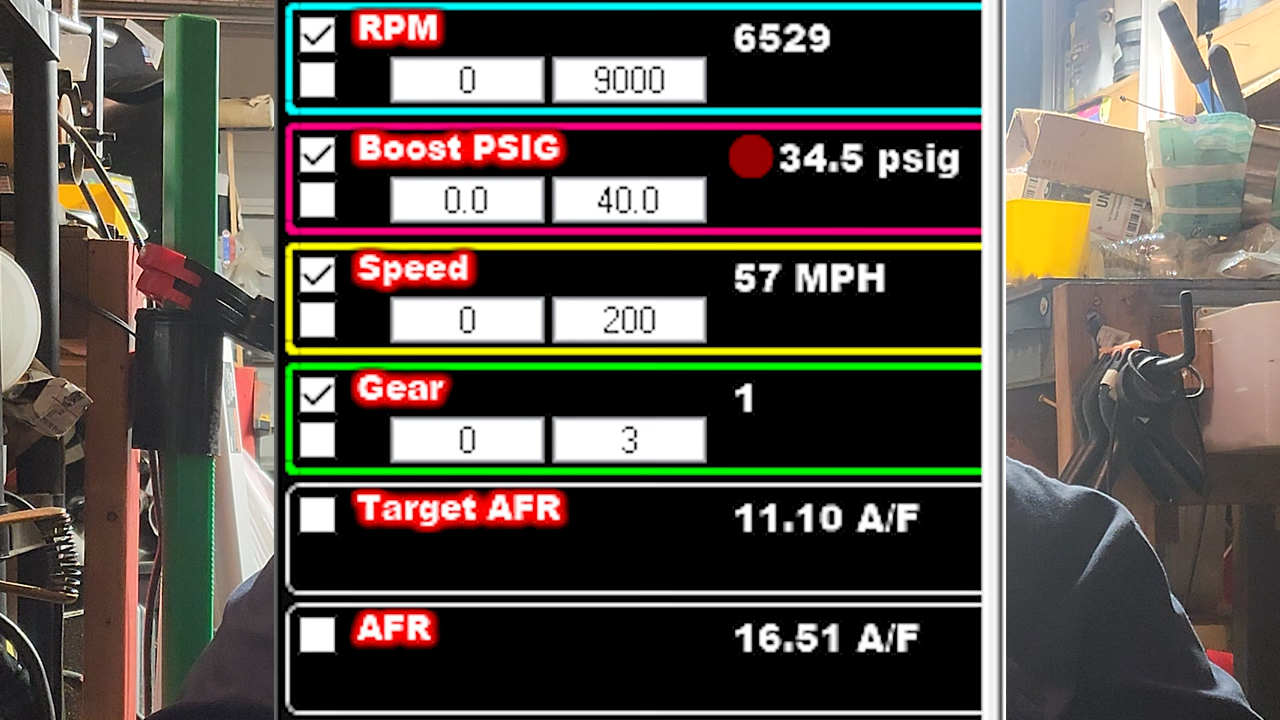 RPM 6529
0 9000
Boost PSIG 34.5 psig
0.0 40.0
Speed 57 MPH
0 200
Gear 1
0 3
Target AFR 11.10 A/F
AFR 16.51 A/F